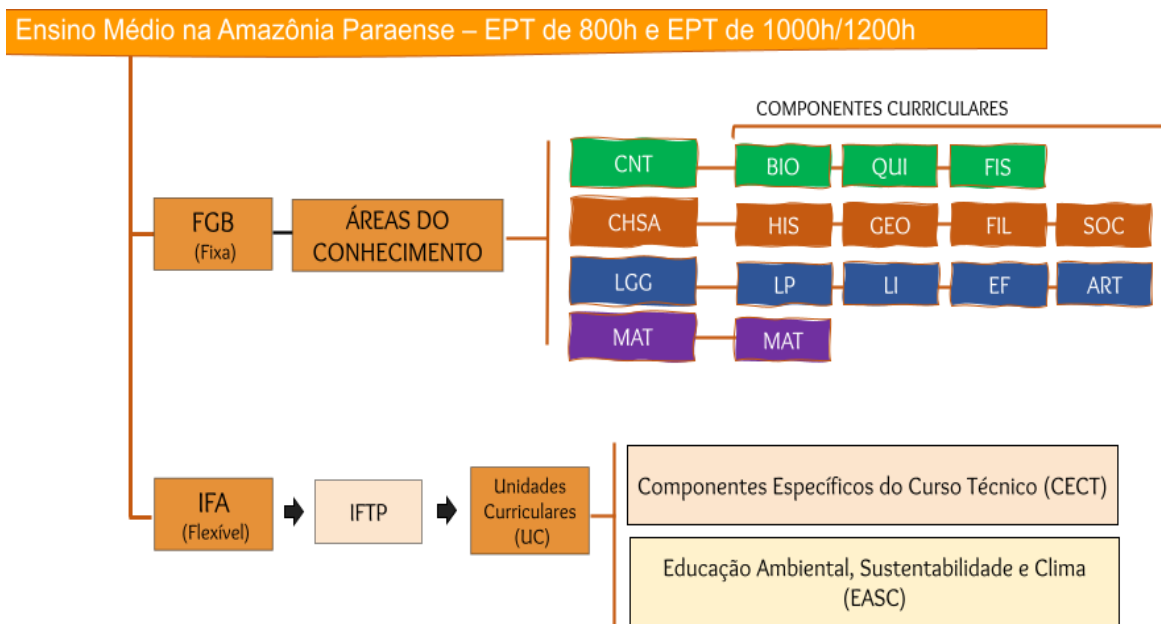 Ensino Médio na Amazônia Paraense – EPT de 800h e EPT de 1000h/1200h
COMPONENTES CURRICULARES
FGB
(Fixa)
ÁREAS DO
CONHECIMENTO
CNT
BIO
QUI
FIS
CHSA
HIS
GEO
FIL
SOC
LGG
LP
LI
EF
ART
MAT
MAT
IFA
(Flexível)
IFTP
Unidades
Curriculares
(UC)
Componentes Específicos do Curso Técnico (CECT)
Educação Ambiental, Sustentabilidade e Clima
(EASC)